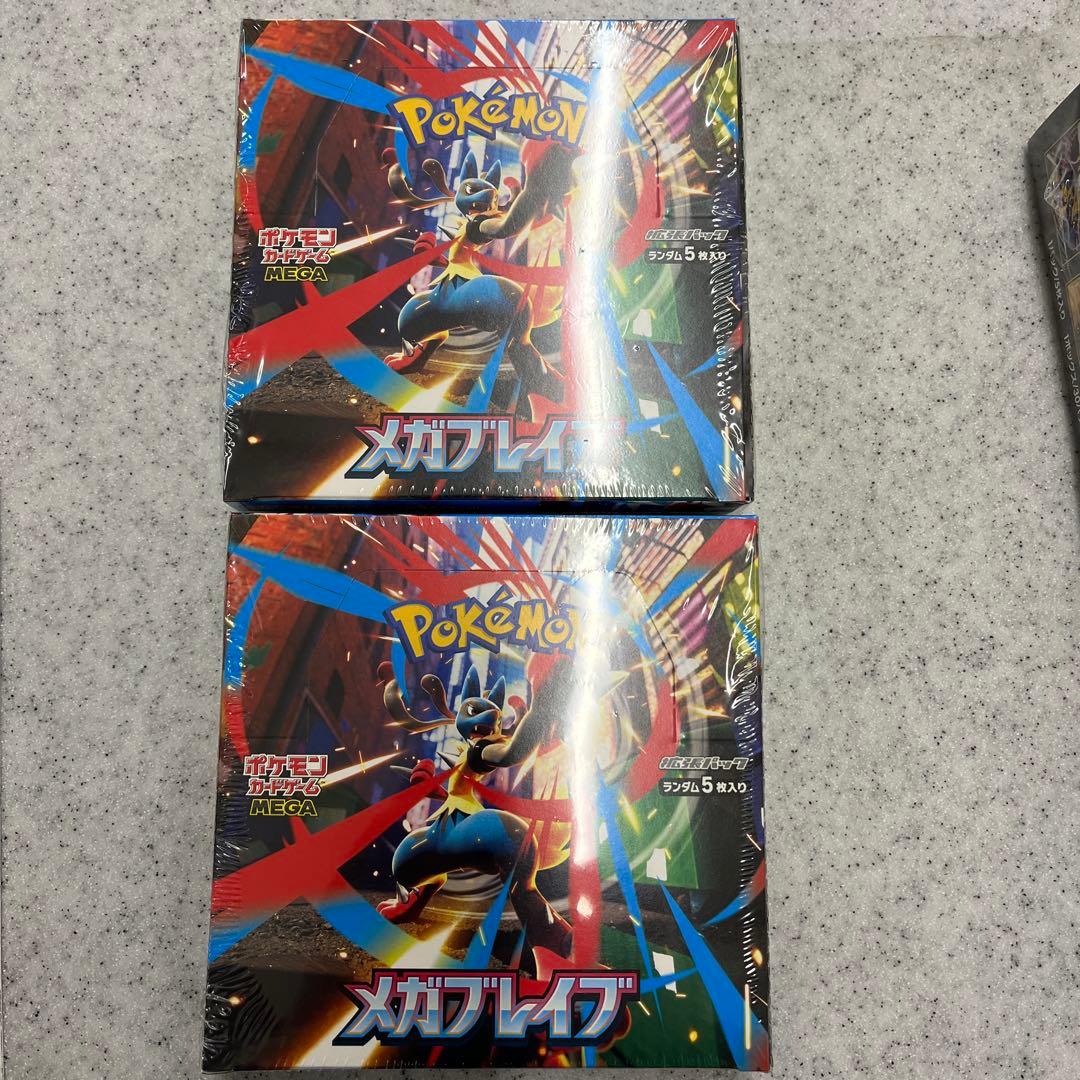 POKÉMON
ポケモン
カードゲーム
MEGA
拡張パック
ランダム5枚入り
メガブレイブ
POKÉMON
ポケモン
カードゲーム
MEGA
拡張パック
ランダム5枚入り
メガブレイブ